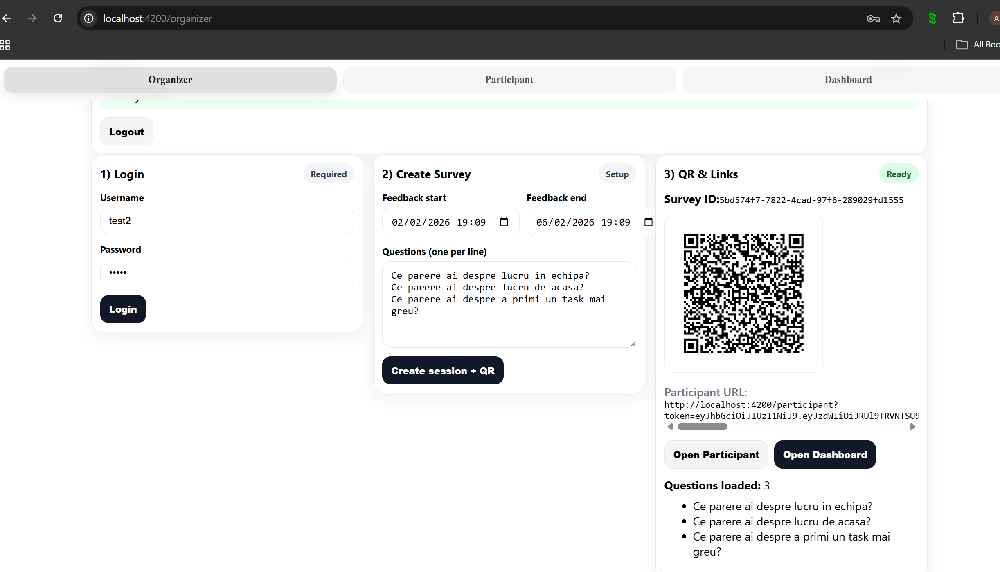 localhost:4200/organizer
A
All Boo
Organizer
Participant
Dashboard
Logout
1) Login
Required
Username
test2
Password
•••••
Login
2) Create Survey
Setup
Feedback start
Feedback end
02/02/2026 19:09
06/02/2026 19:09
Questions (one per line)
Ce parere ai despre lucru in echipa?
Ce parere ai despre lucru de acasa?
Ce parere ai despre a primi un task mai
greu?
Create session + QR
3) QR & Links
Ready
Survey ID:5bd574f7-7822-4cad-97f6-289029fd1555
Participant URL:
http://localhost:4200/participant?
token=eyJhbGciOiJIUzI1NiJ9.eyJzdWIiOiJRUl9TRVNTSU9
Open Participant
Open Dashboard
Questions loaded: 3
• Ce parere ai despre lucru in echipa?
• Ce parere ai despre lucru de acasa?
• Ce parere ai despre a primi un task mai
greu?